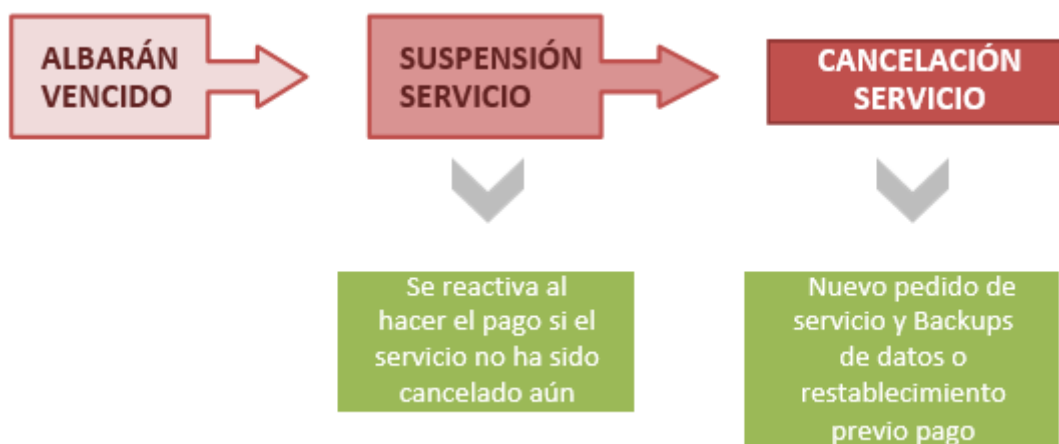 ALBARÁN
VENCIDO
SUSPENSIÓN
SERVICIO
CANCELACIÓN
SERVICIO
Se reactiva al
hacer el pago si el
servicio no ha sido
cancelado aún
Nuevo pedido de
servicio y Backups
de datos o
restablecimiento
previo pago